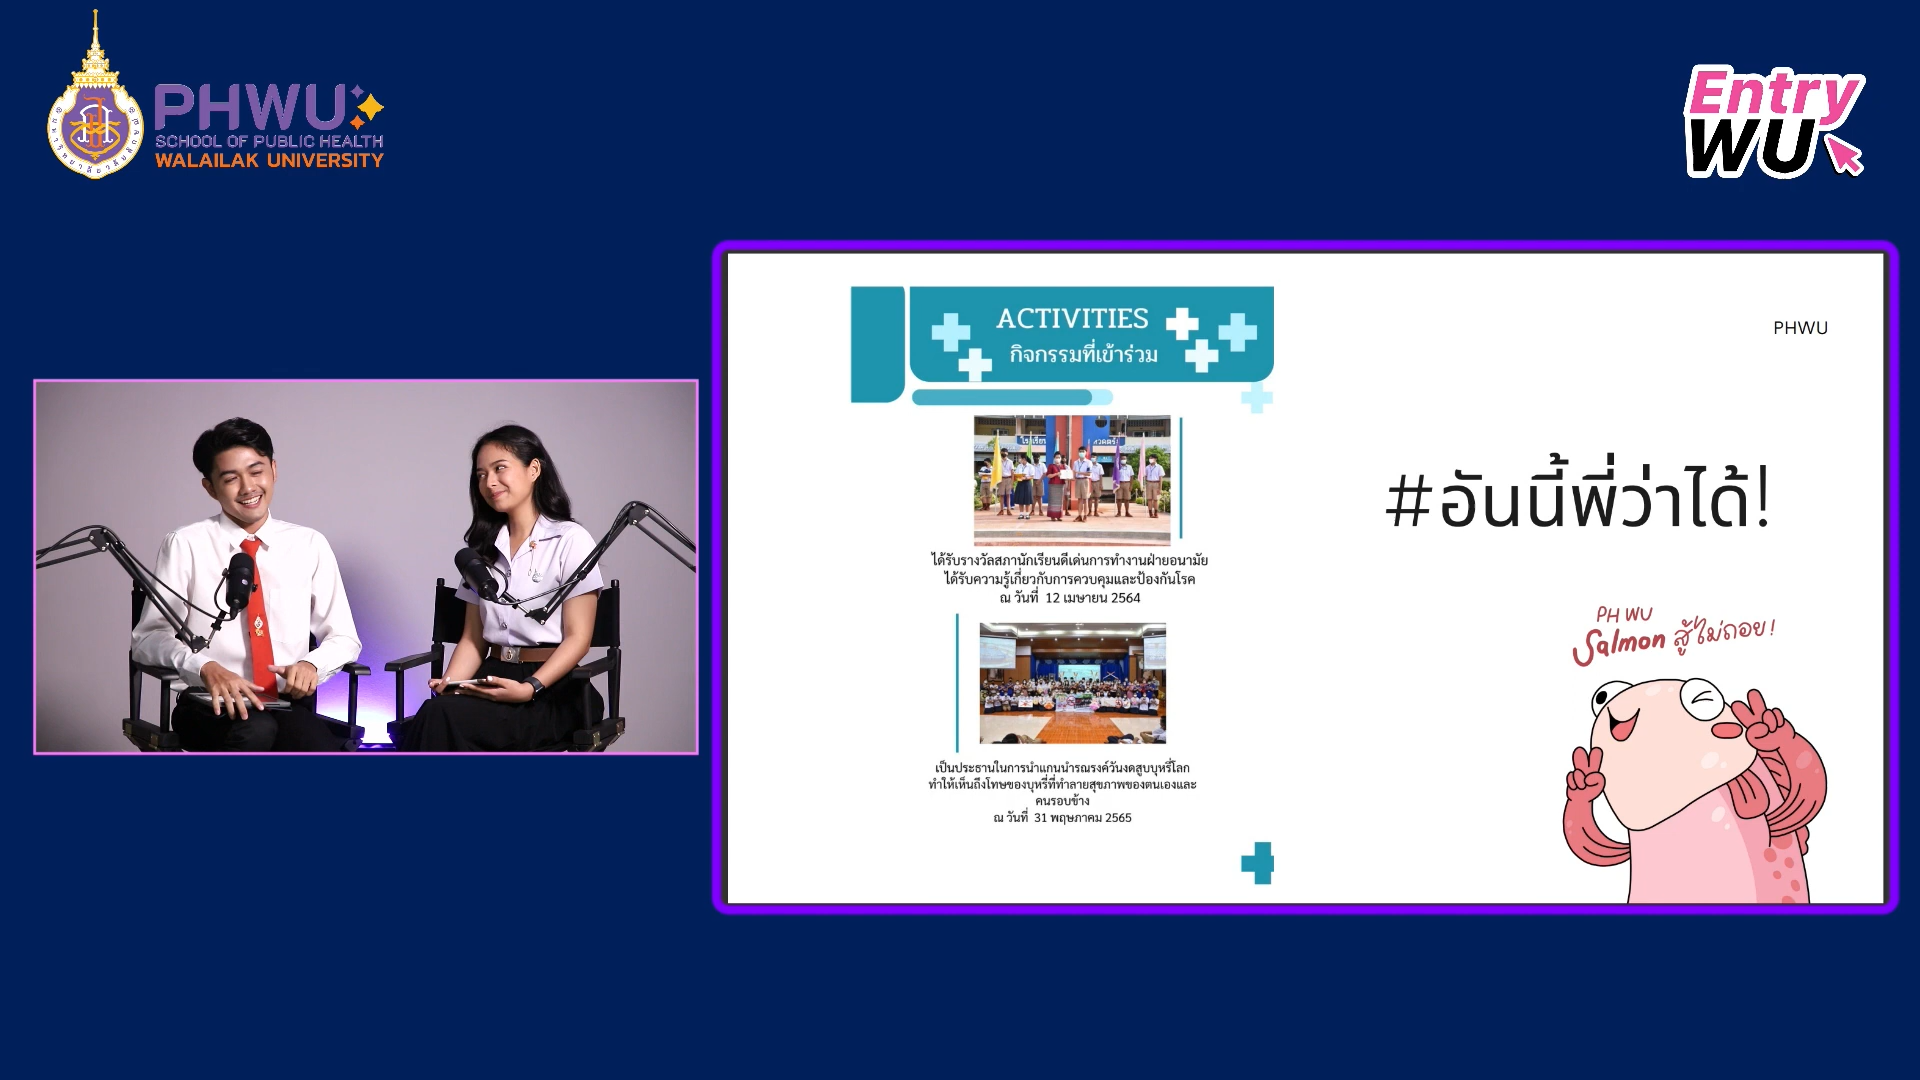 PHWU
SCHOOL OF PUBLIC HEALTH
WALAILAK UNIVERSITY
Entry
WU
ACTIVITIES
กิจกรรมที่เข้าร่วม
ได้รับรางวัลสภานักเรียนดีเด่นการทำงานฝ่ายอนามัย
ได้รับความรู้เกี่ยวกับการควบคุมและป้องกันโรค
ณ วันที่ 12 เมษายน 2564
เป็นประธานในการนำแกนนำรณรงค์วันงดสูบบุหรี่โลก
ทำให้เห็นถึงโทษของบุหรี่ที่ทำลายสุขภาพของตนเองและ
คนรอบข้าง
ณ วันที่ 31 พฤษภาคม 2565
PHWU
#อันนี้พี่ว่าได้!
PH WU
Salmon สู้ไม่ถอย!